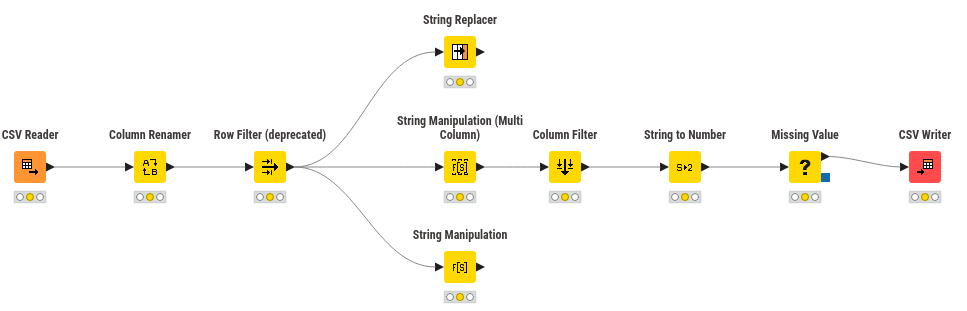 String Replacer
CSV Reader
Column Renamer
Row Filter (deprecated)
String Manipulation (Multi
Column)
Column Filter
String to Number
Missing Value
CSV Writer
A
B
F[S]
S▸2
?
String Manipulation
F[S]